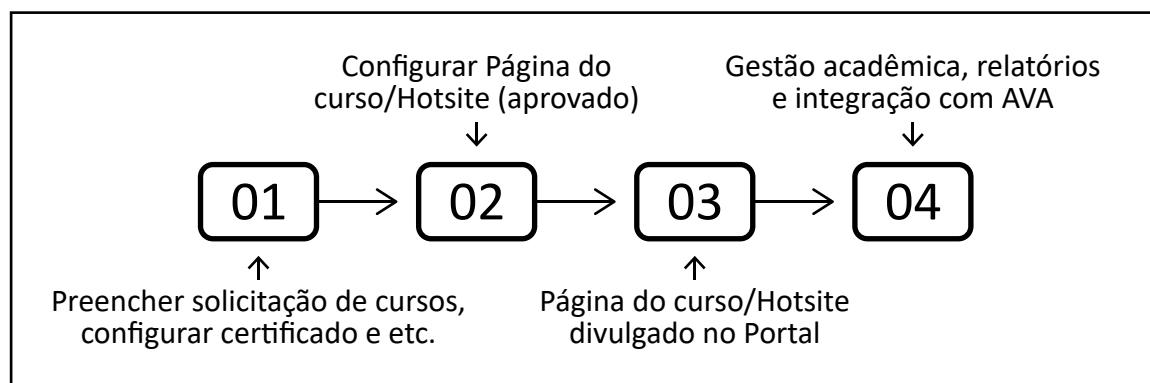 Configurar Página do
curso/Hotsite (aprovado)
Gestão acadêmica, relatórios
e integração com AVA
01
02
03
04
Preencher solicitação de cursos,
configurar certificado e etc.
Página do curso/Hotsite
divulgado no Portal